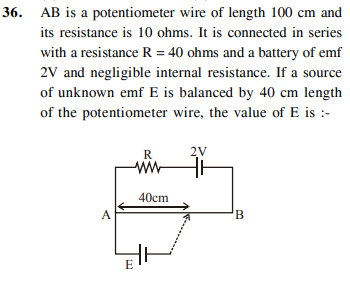 36. AB is a potentiometer wire of length 100 cm and
its resistance is 10 ohms. It is connected in series
with a resistance R = 40 ohms and a battery of emf
2V and negligible internal resistance. If a source
of unknown emf E is balanced by 40 cm length
of the potentiometer wire, the value of E is :-
R 2V
40cm
A B
E